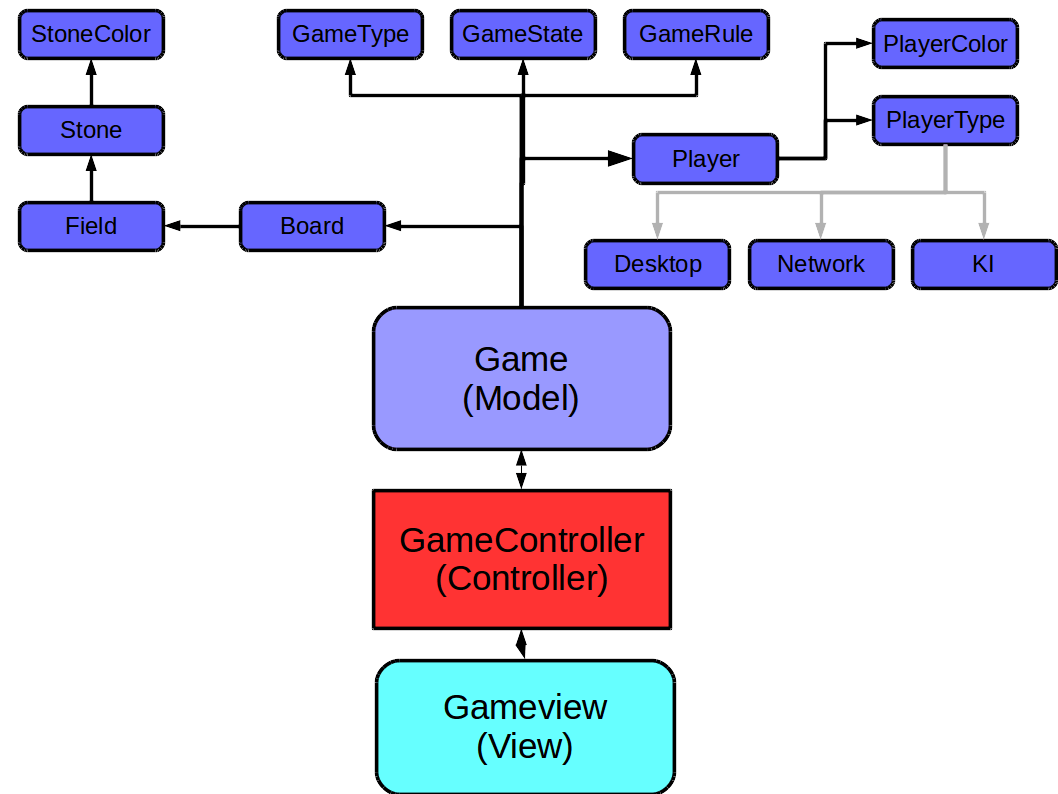 StoneColor
GameType
GameState
GameRule
PlayerColor
Stone
PlayerType
Player
Field
Board
Desktop
Network
KI
Game
(Model)
GameController
(Controller)
Gameview
(View)